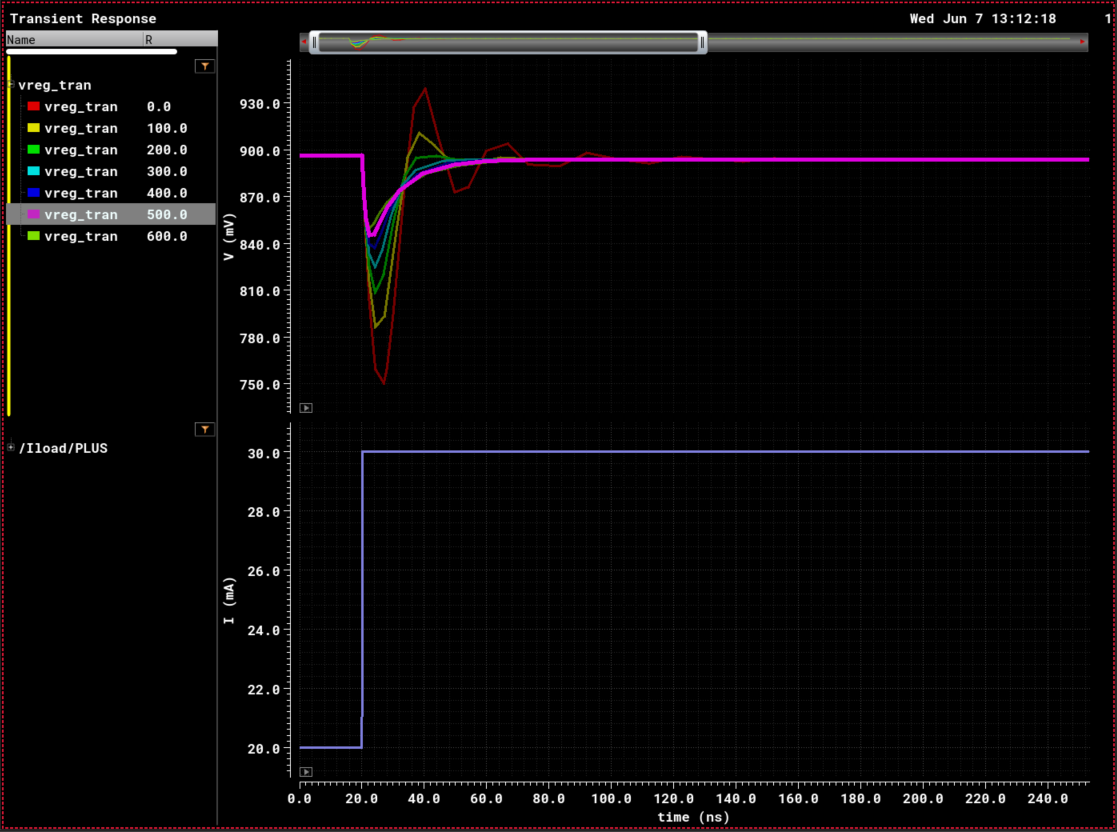 Transient Response
Wed Jun 7 13:12:18 1
Name R
vreg_tran
vreg_tran 0.0
vreg_tran 100.0
vreg_tran 200.0
vreg_tran 300.0
vreg_tran 400.0
vreg_tran 500.0
vreg_tran 600.0
930.0
900.0
870.0
840.0
810.0
780.0
750.0
V (mV)
/Iload/PLUS
30.0
28.0
26.0
24.0
22.0
20.0
I (mA)
0.0 20.0 40.0 60.0 80.0 100.0 120.0 140.0 160.0 180.0 200.0 220.0 240.0
time (ns)